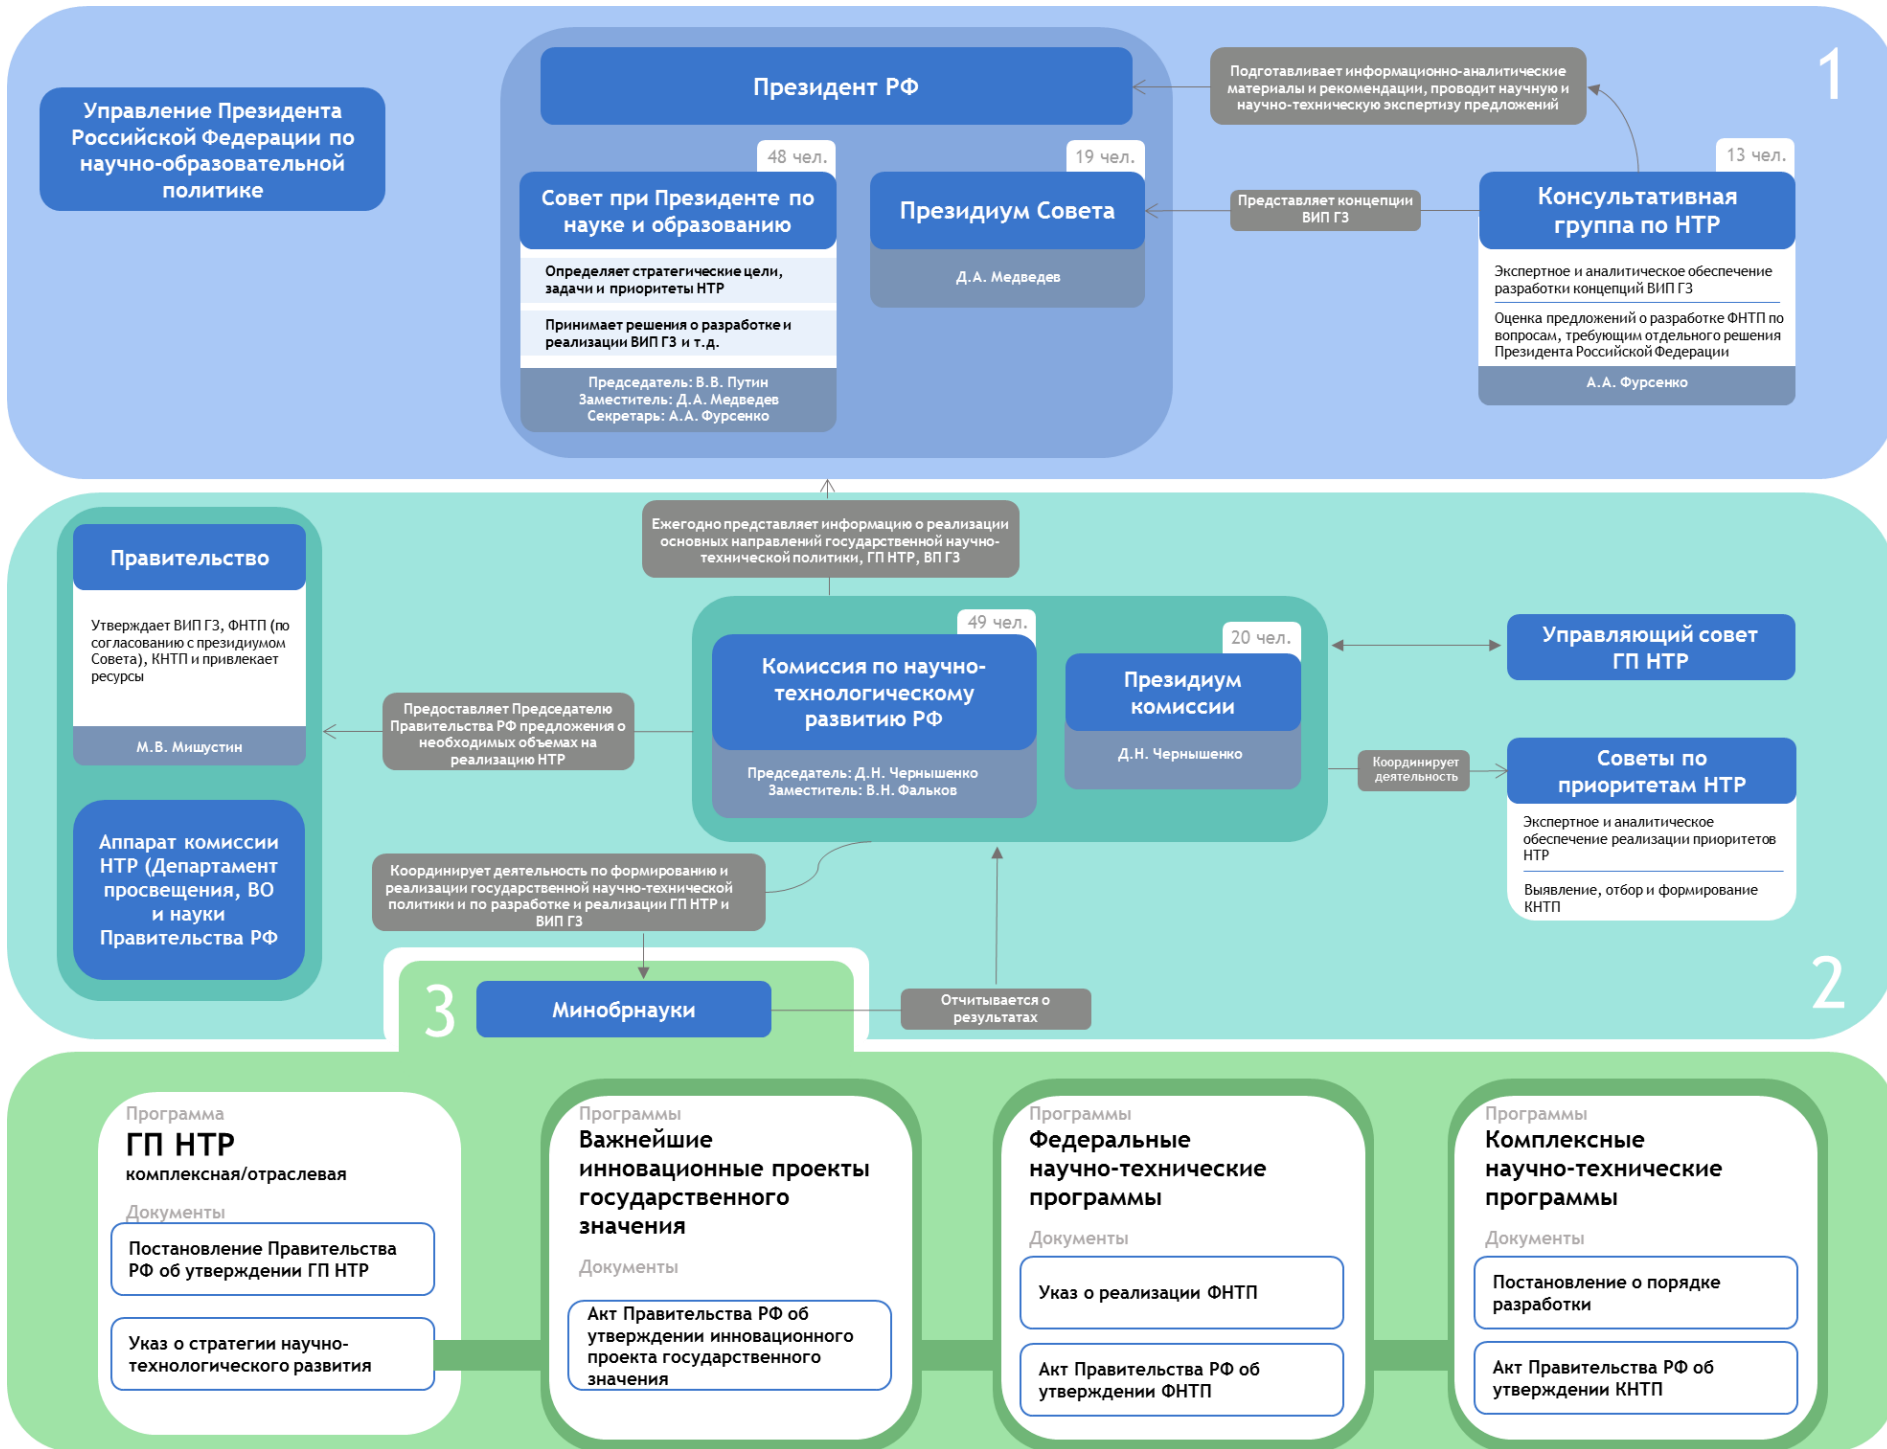 1
Управление Президента
Российской Федерации по
научно-образовательной
политике
Президент РФ
Подготавливает информационно-аналитические
материалы и рекомендации, проводит научную и
научно-техническую экспертизу предложений
48 чел.
Совет при Президенте по
науке и образованию
Определяет стратегические цели,
задачи и приоритеты НТР
Принимает решения о разработке и
реализации ВИП ГЗ и т.д.
Председатель: В.В. Путин
Заместитель: Д.А. Медведев
Секретарь: А.А. Фурсенко
19 чел.
Президиум Совета
Д.А. Медведев
Представляет концепции
ВИП ГЗ
13 чел.
Консультативная
группа по НТР
Экспертное и аналитическое обеспечение
разработки концепций ВИП ГЗ
Оценка предложений о разработке ФНТП по
вопросам, требующим отдельного решения
Президента Российской Федерации
А.А. Фурсенко
Ежегодно представляет информацию о реализации
основных направлений государственной научно-
технической политики, ГП НТР, ВП ГЗ
Правительство
Утверждает ВИП ГЗ, ФНТП (по
согласованию с президиумом
Совета), КНТП и привлекает
ресурсы
М.В. Мишустин
Аппарат комиссии
НТР (Департамент
просвещения, ВО
и науки
Правительства РФ
Предоставляет Председателю
Правительства РФ предложения о
необходимых объемах на
реализацию НТР
49 чел.
Комиссия по научно-
технологическому
развитию РФ
Председатель: Д.Н. Чернышенко
Заместитель: В.Н. Фальков
20 чел.
Президиум
комиссии
Д.Н. Чернышенко
Управляющий совет
ГП НТР
Координирует
деятельность
Советы по
приоритетам НТР
Экспертное и аналитическое
обеспечение реализации приоритетов
НТР
Выявление, отбор и формирование
КНТП
Координирует деятельность по формированию и
реализации государственной научно-технической
политики и по разработке и реализации ГП НТР и
ВИП ГЗ
2
3
Минобрнауки
Отчитывается о
результатах
Программа
ГП НТР
комплексная/отраслевая
Документы
Постановление Правительства
РФ об утверждении ГП НТР
Указ о стратегии научно-
технологического развития
Программы
Важнейшие
инновационные проекты
государственного
значения
Документы
Акт Правительства РФ об
утверждении инновационного
проекта государственного
значения
Программы
Федеральные
научно-технические
программы
Документы
Указ о реализации ФНТП
Акт Правительства РФ об
утверждении ФНТП
Программы
Комплексные
научно-технические
программы
Документы
Постановление о порядке
разработки
Акт Правительства РФ об
утверждении КНТП